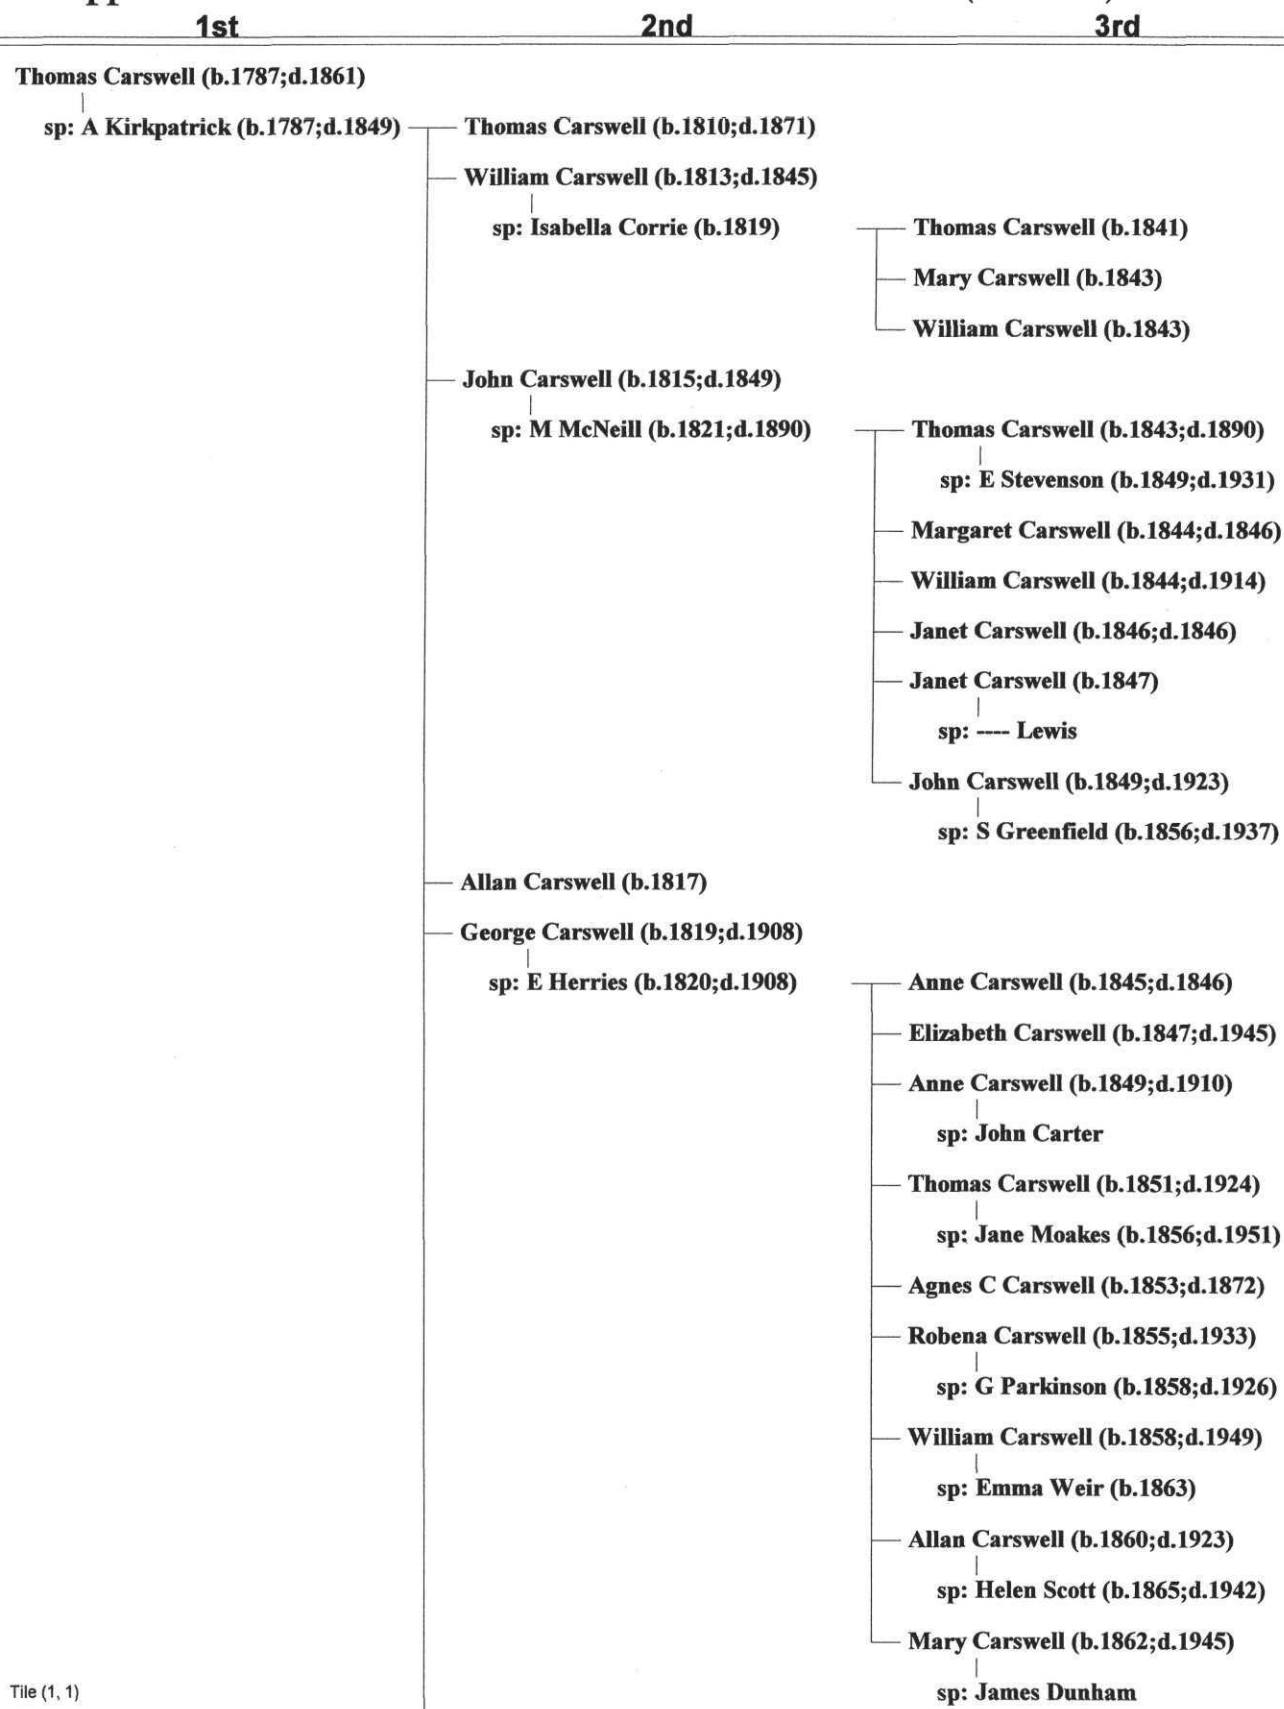 1st 2nd 3rd
Thomas Carswell (b.1787;d.1861)
sp: A Kirkpatrick (b.1787;d.1849) Thomas Carswell (b.1810;d.1871)
William Carswell (b.1813;d.1845)
sp: Isabella Corrie (b.1819) Thomas Carswell (b.1841)
Mary Carswell (b.1843)
William Carswell (b.1843)
John Carswell (b.1815;d.1849)
sp: M McNeill (b.1821;d.1890) Thomas Carswell (b.1843;d.1890)
sp: E Stevenson (b.1849;d.1931)
Margaret Carswell (b.1844;d.1846)
William Carswell (b.1844;d.1914)
Janet Carswell (b.1846;d.1846)
Janet Carswell (b.1847)
sp: ---- Lewis
John Carswell (b.1849;d.1923)
sp: S Greenfield (b.1856;d.1937)
Allan Carswell (b.1817)
George Carswell (b.1819;d.1908)
sp: E Herries (b.1820;d.1908) Anne Carswell (b.1845;d.1846)
Elizabeth Carswell (b.1847;d.1945)
Anne Carswell (b.1849;d.1910)
sp: John Carter
Thomas Carswell (b.1851;d.1924)
sp: Jane Moakes (b.1856;d.1951)
Agnes C Carswell (b.1853;d.1872)
Robena Carswell (b.1855;d.1933)
sp: G Parkinson (b.1858;d.1926)
William Carswell (b.1858;d.1949)
sp: Emma Weir (b.1863)
Allan Carswell (b.1860;d.1923)
sp: Helen Scott (b.1865;d.1942)
Mary Carswell (b.1862;d.1945)
sp: James Dunham
Tile (1, 1)